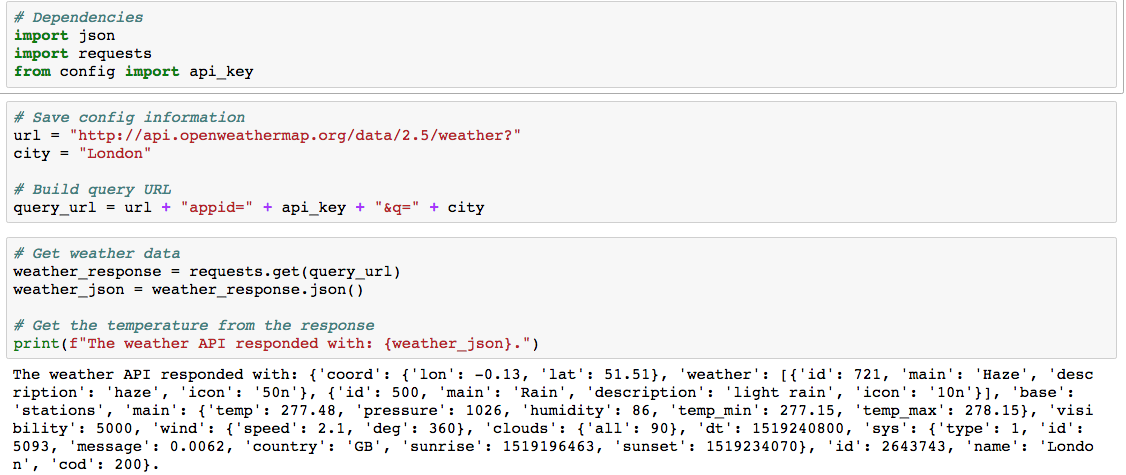 # Dependencies
import json
import requests
from config import api_key
# Save config information
url = "http://api.openweathermap.org/data/2.5/weather?"
city = "London"
# Build query URL
query_url = url + "appid=" + api_key + "&q=" + city
# Get weather data
weather_response = requests.get(query_url)
weather_json = weather_response.json()
# Get the temperature from the response
print(f"The weather API responded with: {weather_json}.")
The weather API responded with: {'coord': {'lon': -0.13, 'lat': 51.51}, 'weather': [{'id': 721, 'main': 'Haze', 'desc
ription': 'haze', 'icon': '50n'}, {'id': 500, 'main': 'Rain', 'description': 'light rain', 'icon': '10n'}], 'base':
'stations', 'main': {'temp': 277.48, 'pressure': 1026, 'humidity': 86, 'temp_min': 277.15, 'temp_max': 278.15}, 'visi
bility': 5000, 'wind': {'speed': 2.1, 'deg': 360}, 'clouds': {'all': 90}, 'dt': 1519240800, 'sys': {'type': 1, 'id':
5093, 'message': 0.0062, 'country': 'GB', 'sunrise': 1519196463, 'sunset': 1519234070}, 'id': 2643743, 'name': 'Londo
n', 'cod': 200}.